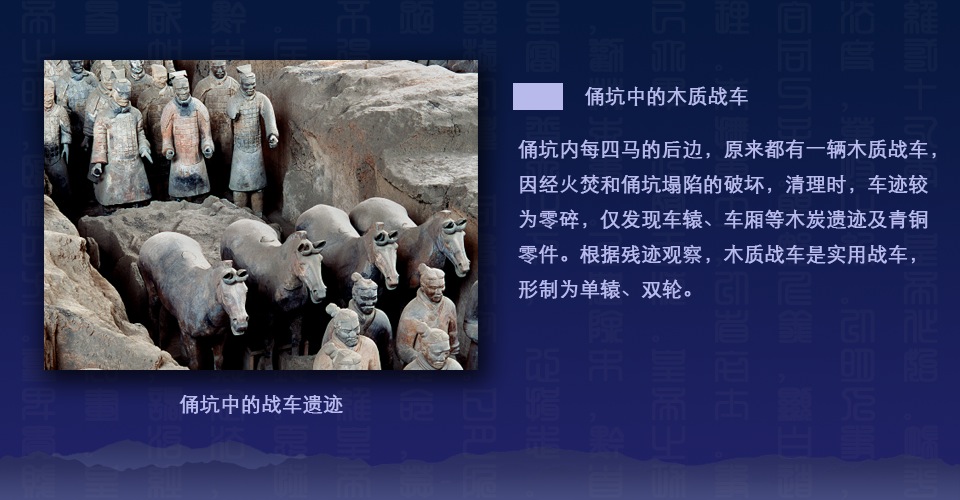 俑坑中的木质战车
俑坑内每四马的后边，原来都有一辆木质战车，
因经火焚和俑坑塌陷的破坏，清理时，车迹较
为零碎，仅发现车辕、车厢等木炭遗迹及青铜
零件。根据残迹观察，木质战车是实用战车，
形制为单辕、双轮。
俑坑中的战车遗迹